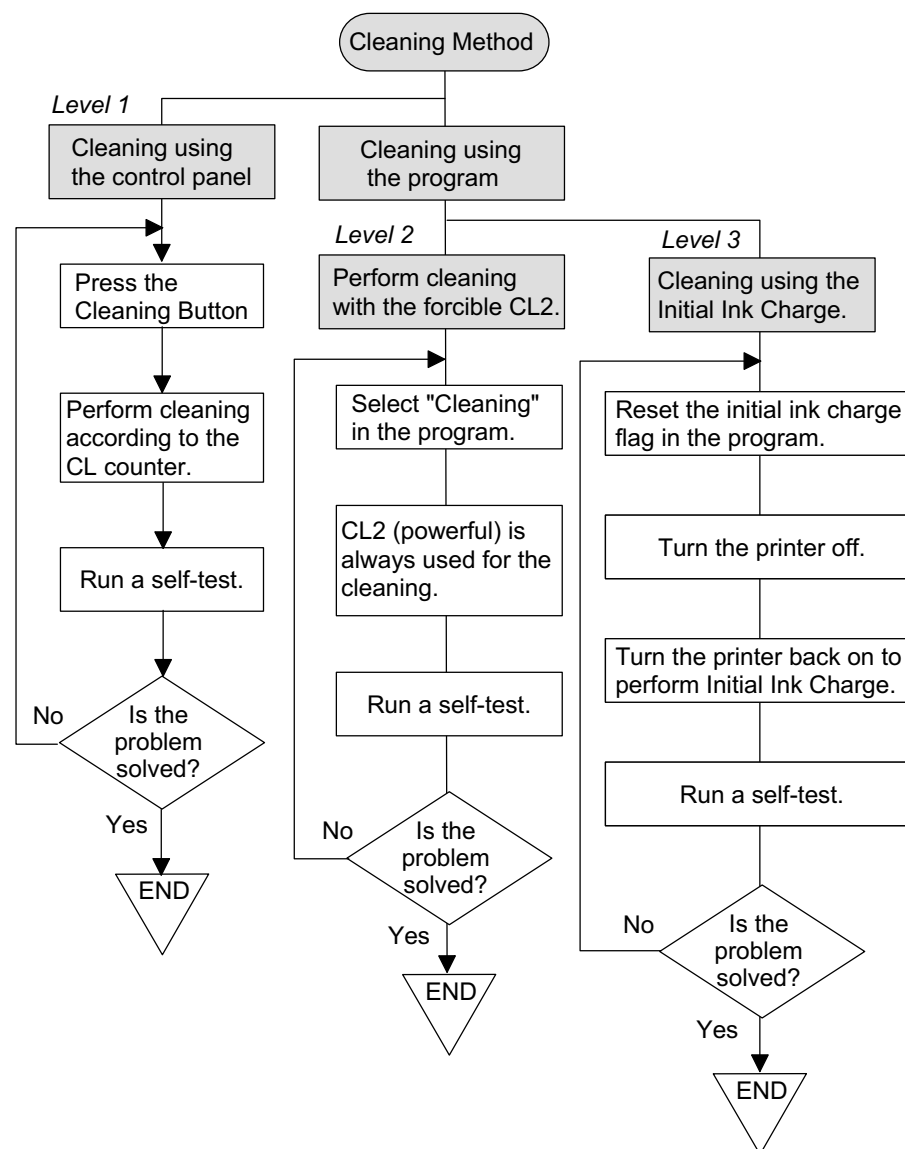 Cleaning Method
Level 1
Cleaning using
the control panel
Press the
Cleaning Button
Perform cleaning
according to the
CL counter.
Run a self-test.
Is the
problem
solved?
No
Yes
END
Cleaning using
the program
Level 2
Perform cleaning
with the forcible CL2.
Select "Cleaning"
in the program.
CL2 (powerful) is
always used for the
cleaning.
Run a self-test.
Is the
problem
solved?
No
Yes
END
Level 3
Cleaning using the
Initial Ink Charge.
Reset the initial ink charge
flag in the program.
Turn the printer off.
Turn the printer back on to
perform Initial Ink Charge.
Run a self-test.
Is the
problem
solved?
No
Yes
END